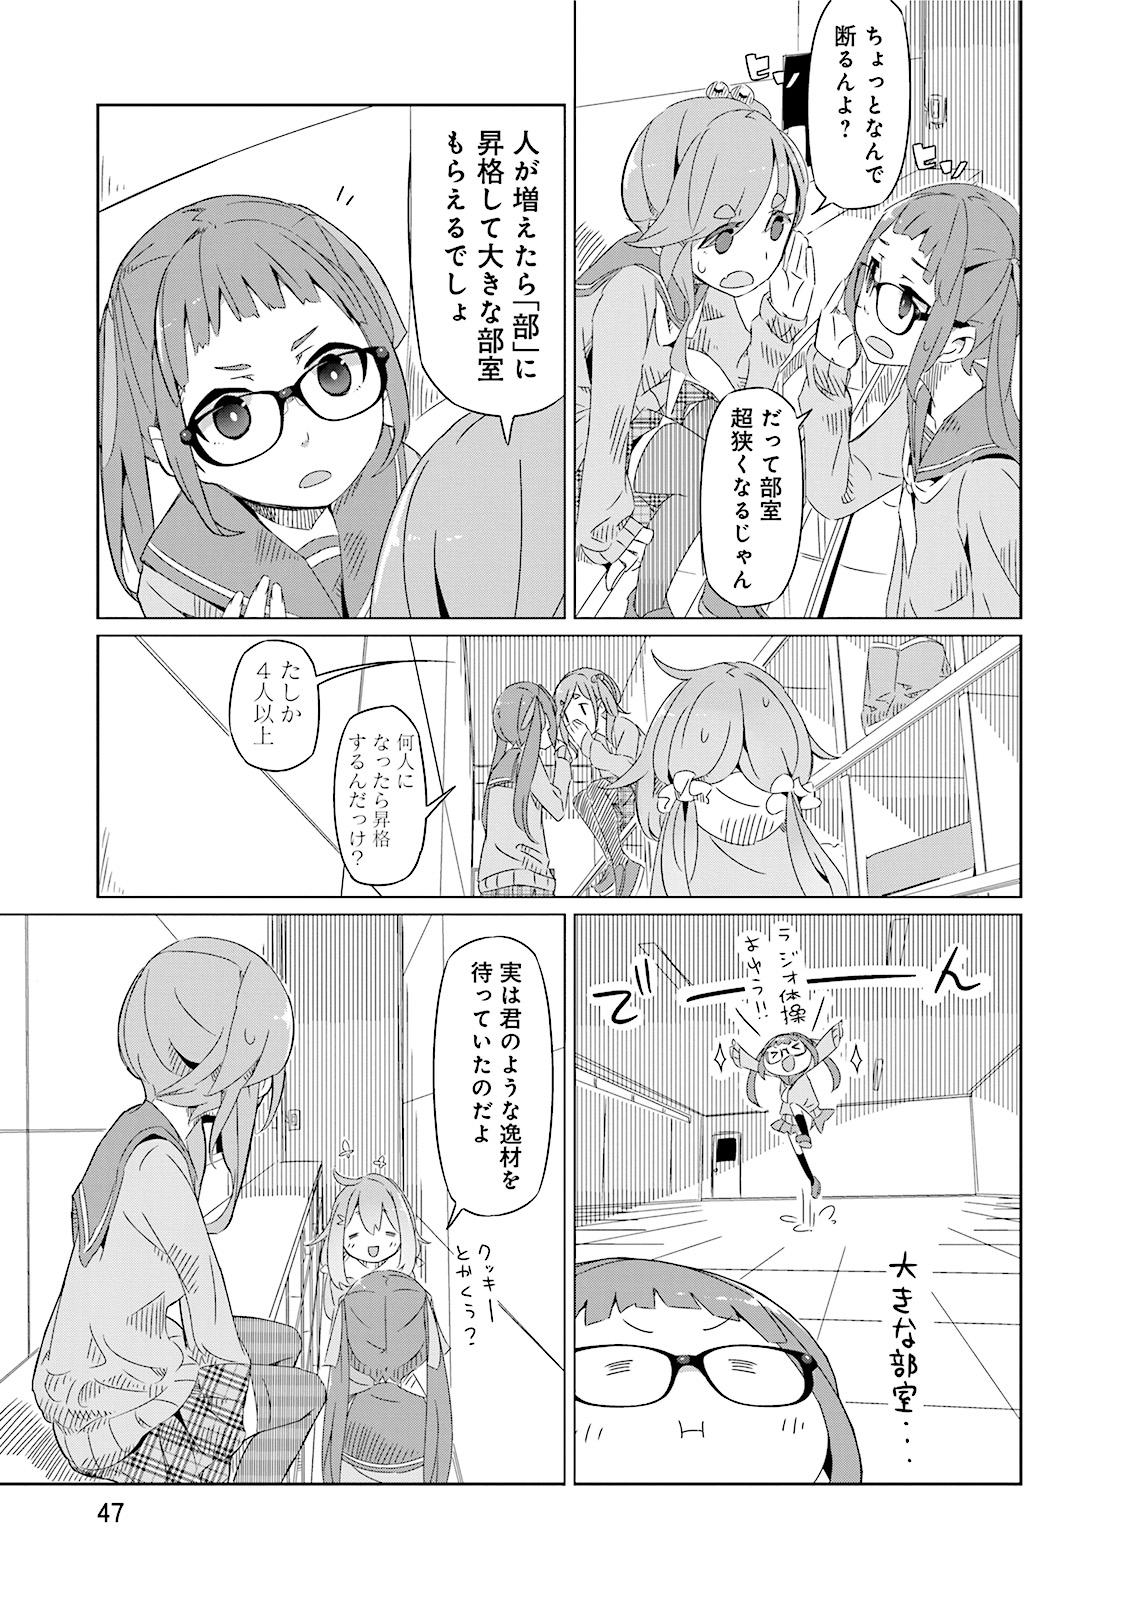 ちょっとなんで
断るんよ?
ヒソ
ヒソ
だって部室
超狭くなるじゃん
人が増えたら「部」に
昇格して大きな部室
もらえるでしょ
何人に
なったら昇格
するんだっけ?
たしか
4人以上
でーーーん
ラジオ体操
よゆう!!
大きな部室・・・
実は君のような逸材を
待っていたのだよ
クッキー
とかくう?
47